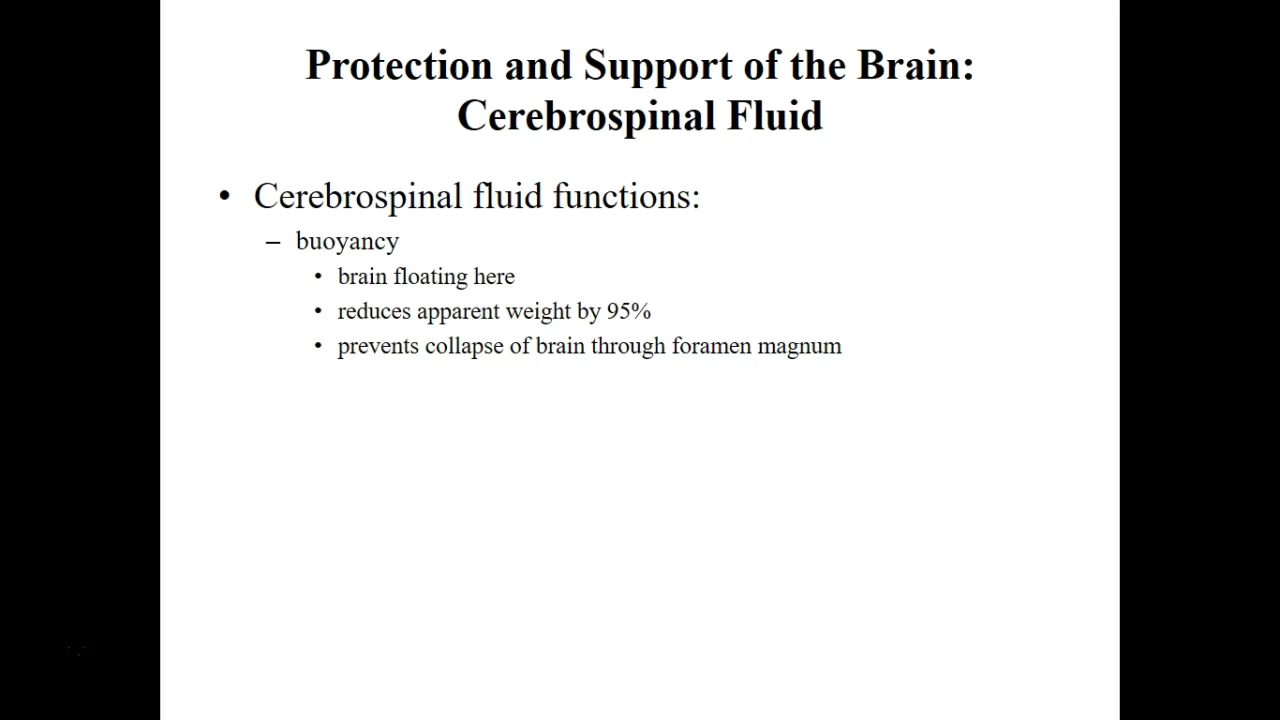 Protection and Support of the Brain:
Cerebrospinal Fluid
• Cerebrospinal fluid functions:
– buoyancy
• brain floating here
• reduces apparent weight by 95%
• prevents collapse of brain through foramen magnum